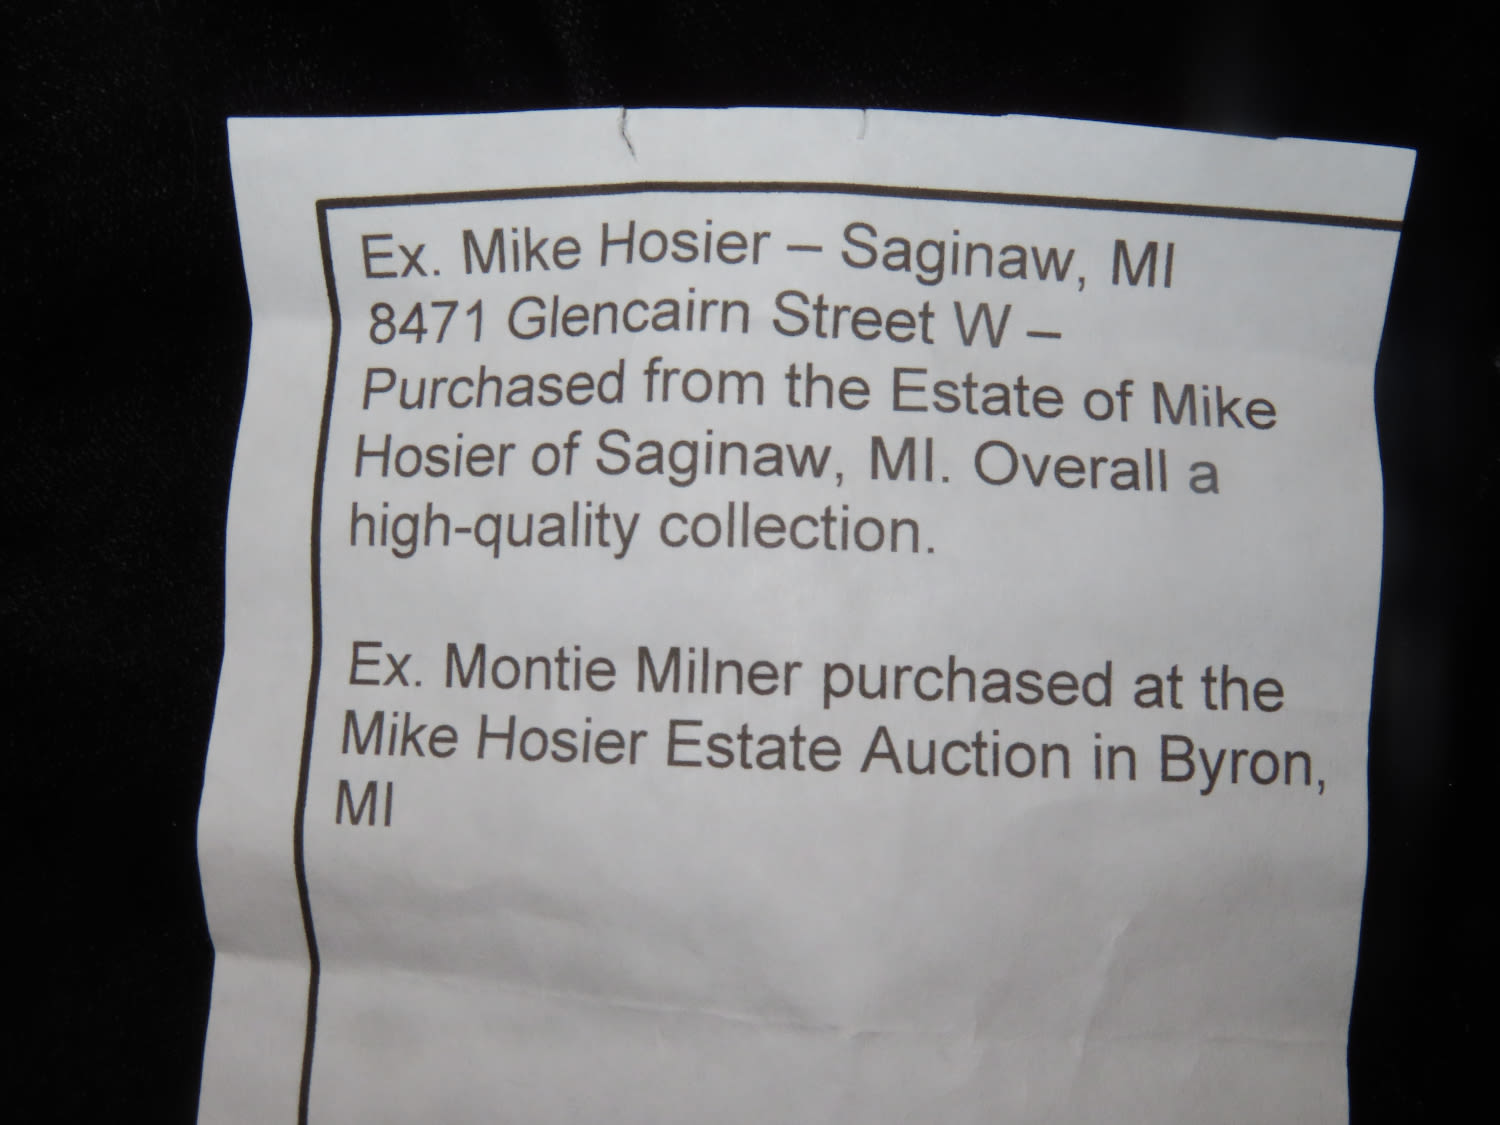 Ex. Mike Hosier – Saginaw, MI
8471 Glencairn Street W –
Purchased from the Estate of Mike
Hosier of Saginaw, MI. Overall a
high-quality collection.
Ex. Montie Milner purchased at the
Mike Hosier Estate Auction in Byron,
MI